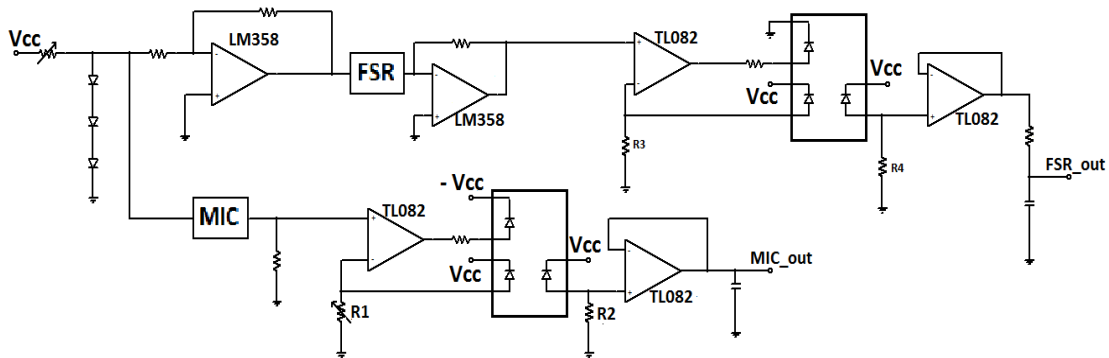 Vcc
LM358
FSR
LM358
TL082
Vcc
Vcc
TL082
R3
R4
FSR_out
MIC
TL082
- Vcc
Vcc
Vcc
R1
R2
TL082
MIC_out